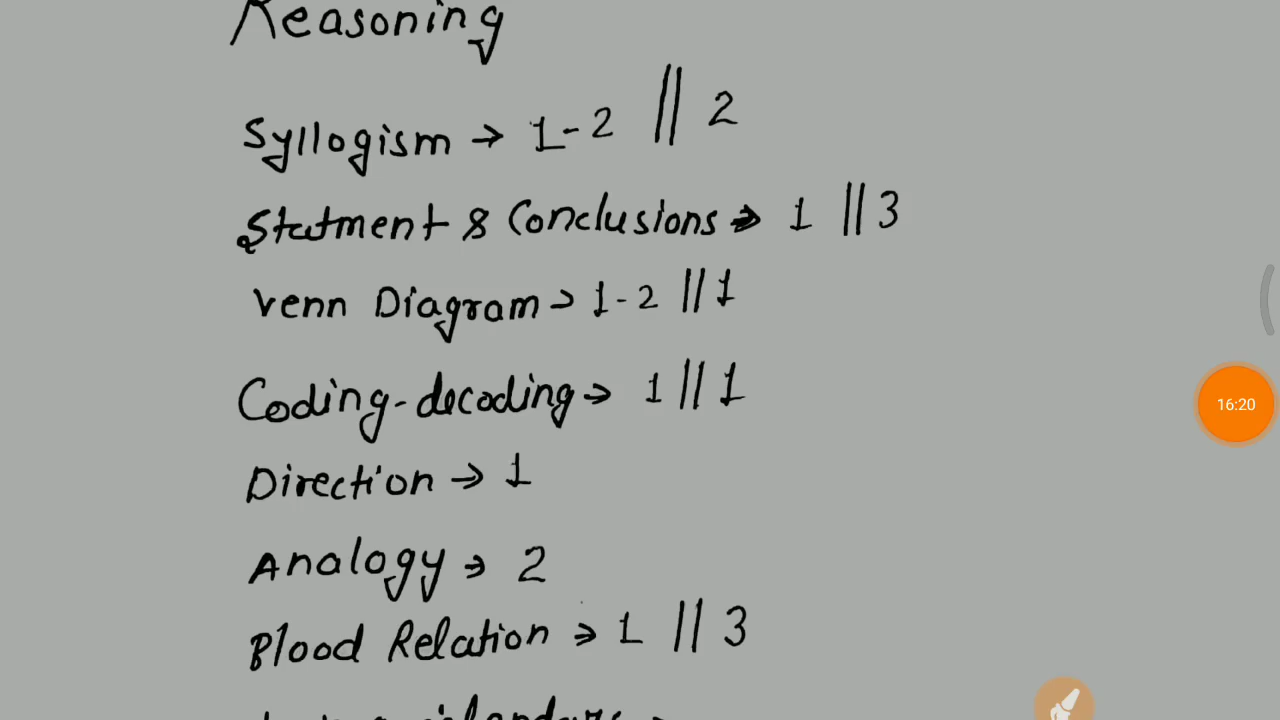 Reasoning
Syllogism → 1-2 || 2
Statment & Conclusions → 1 || 3
Venn Diagram → 1-2 || 1
Coding-decoding → 1 || 1
16:20
Direction → 1
Analogy → 2
Blood Relation → 1 || 3